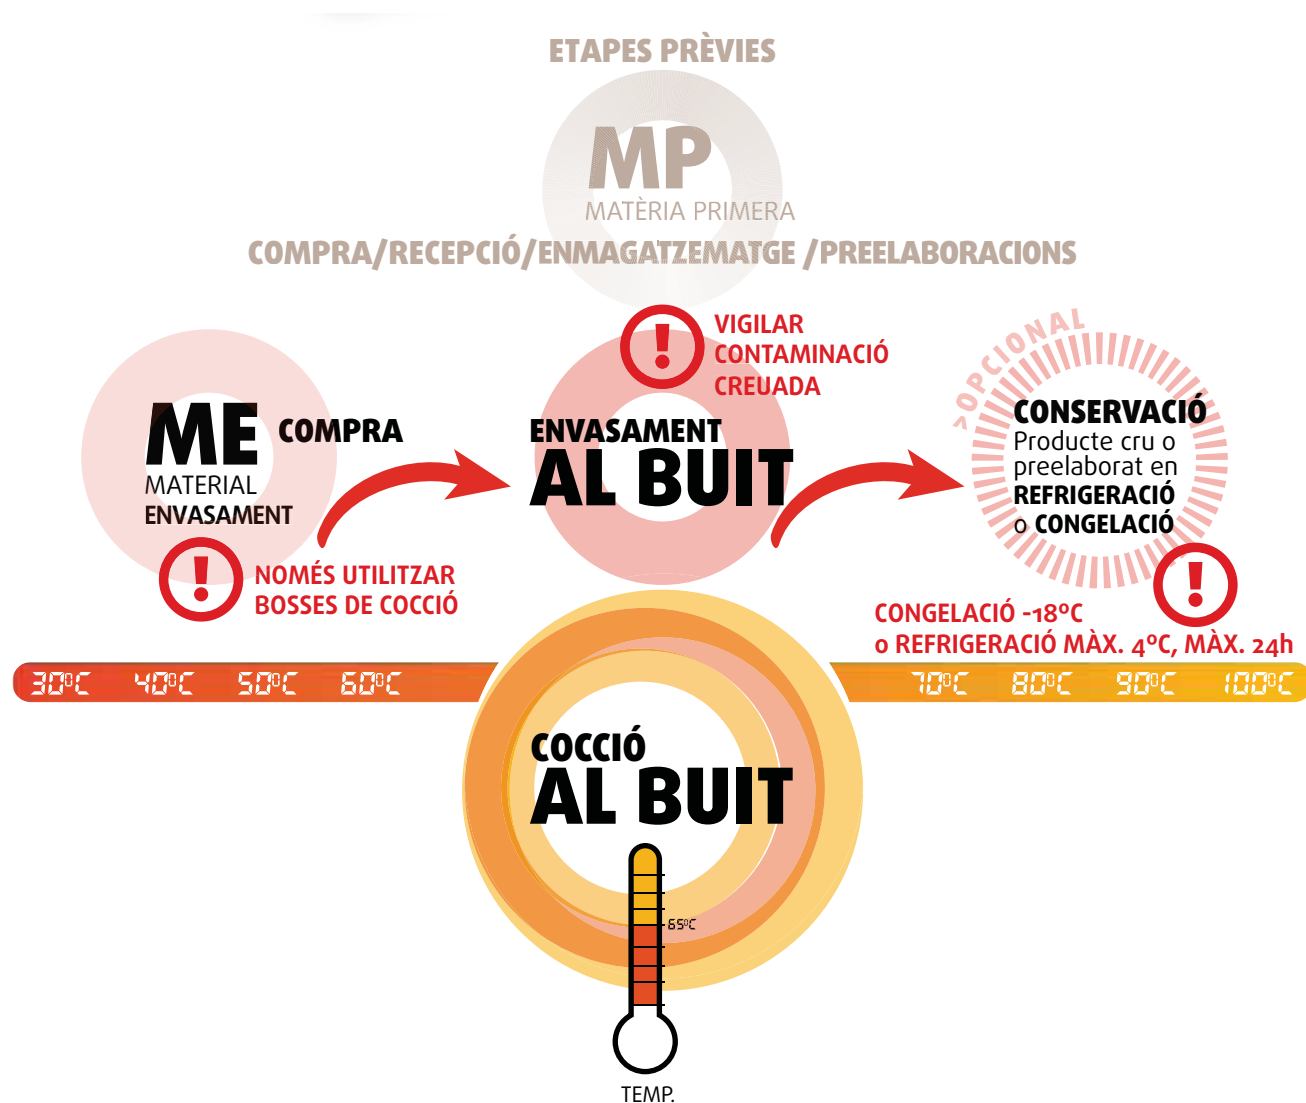 ETAPES PRÈVIES
MP
MATÈRIA PRIMERA
COMPRA/RECEPCIÓ/ENMAGATZEMATGE /PREELABORACIONS
VIGILAR
CONTAMINACIÓ
CREUADA
>OPCIONAL
ME COMPRA
MATERIAL
ENVASAMENT
ENVASAMENT
AL BUIT
CONSERVACIÓ
Producte cru o
preelaborat en
REFRIGERACIÓ
o CONGELACIÓ
NOMÉS UTILITZAR
BOSSES DE COCCIÓ
CONGELACIÓ -18ºC
o REFRIGERACIÓ MÀX. 4ºC, MÀX. 24h
30ºC 40ºC 50ºC 60ºC 70ºC 80ºC 90ºC 100ºC
COCCIÓ
AL BUIT
65ºC
TEMP.